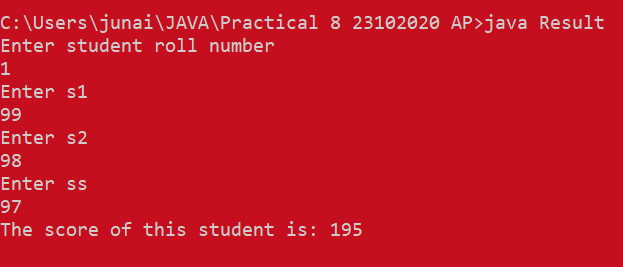 C:\Users\junai\JAVA\Practical 8 23102020 AP>java Result
Enter student roll number
1
Enter s1
99
Enter s2
98
Enter ss
97
The score of this student is: 195